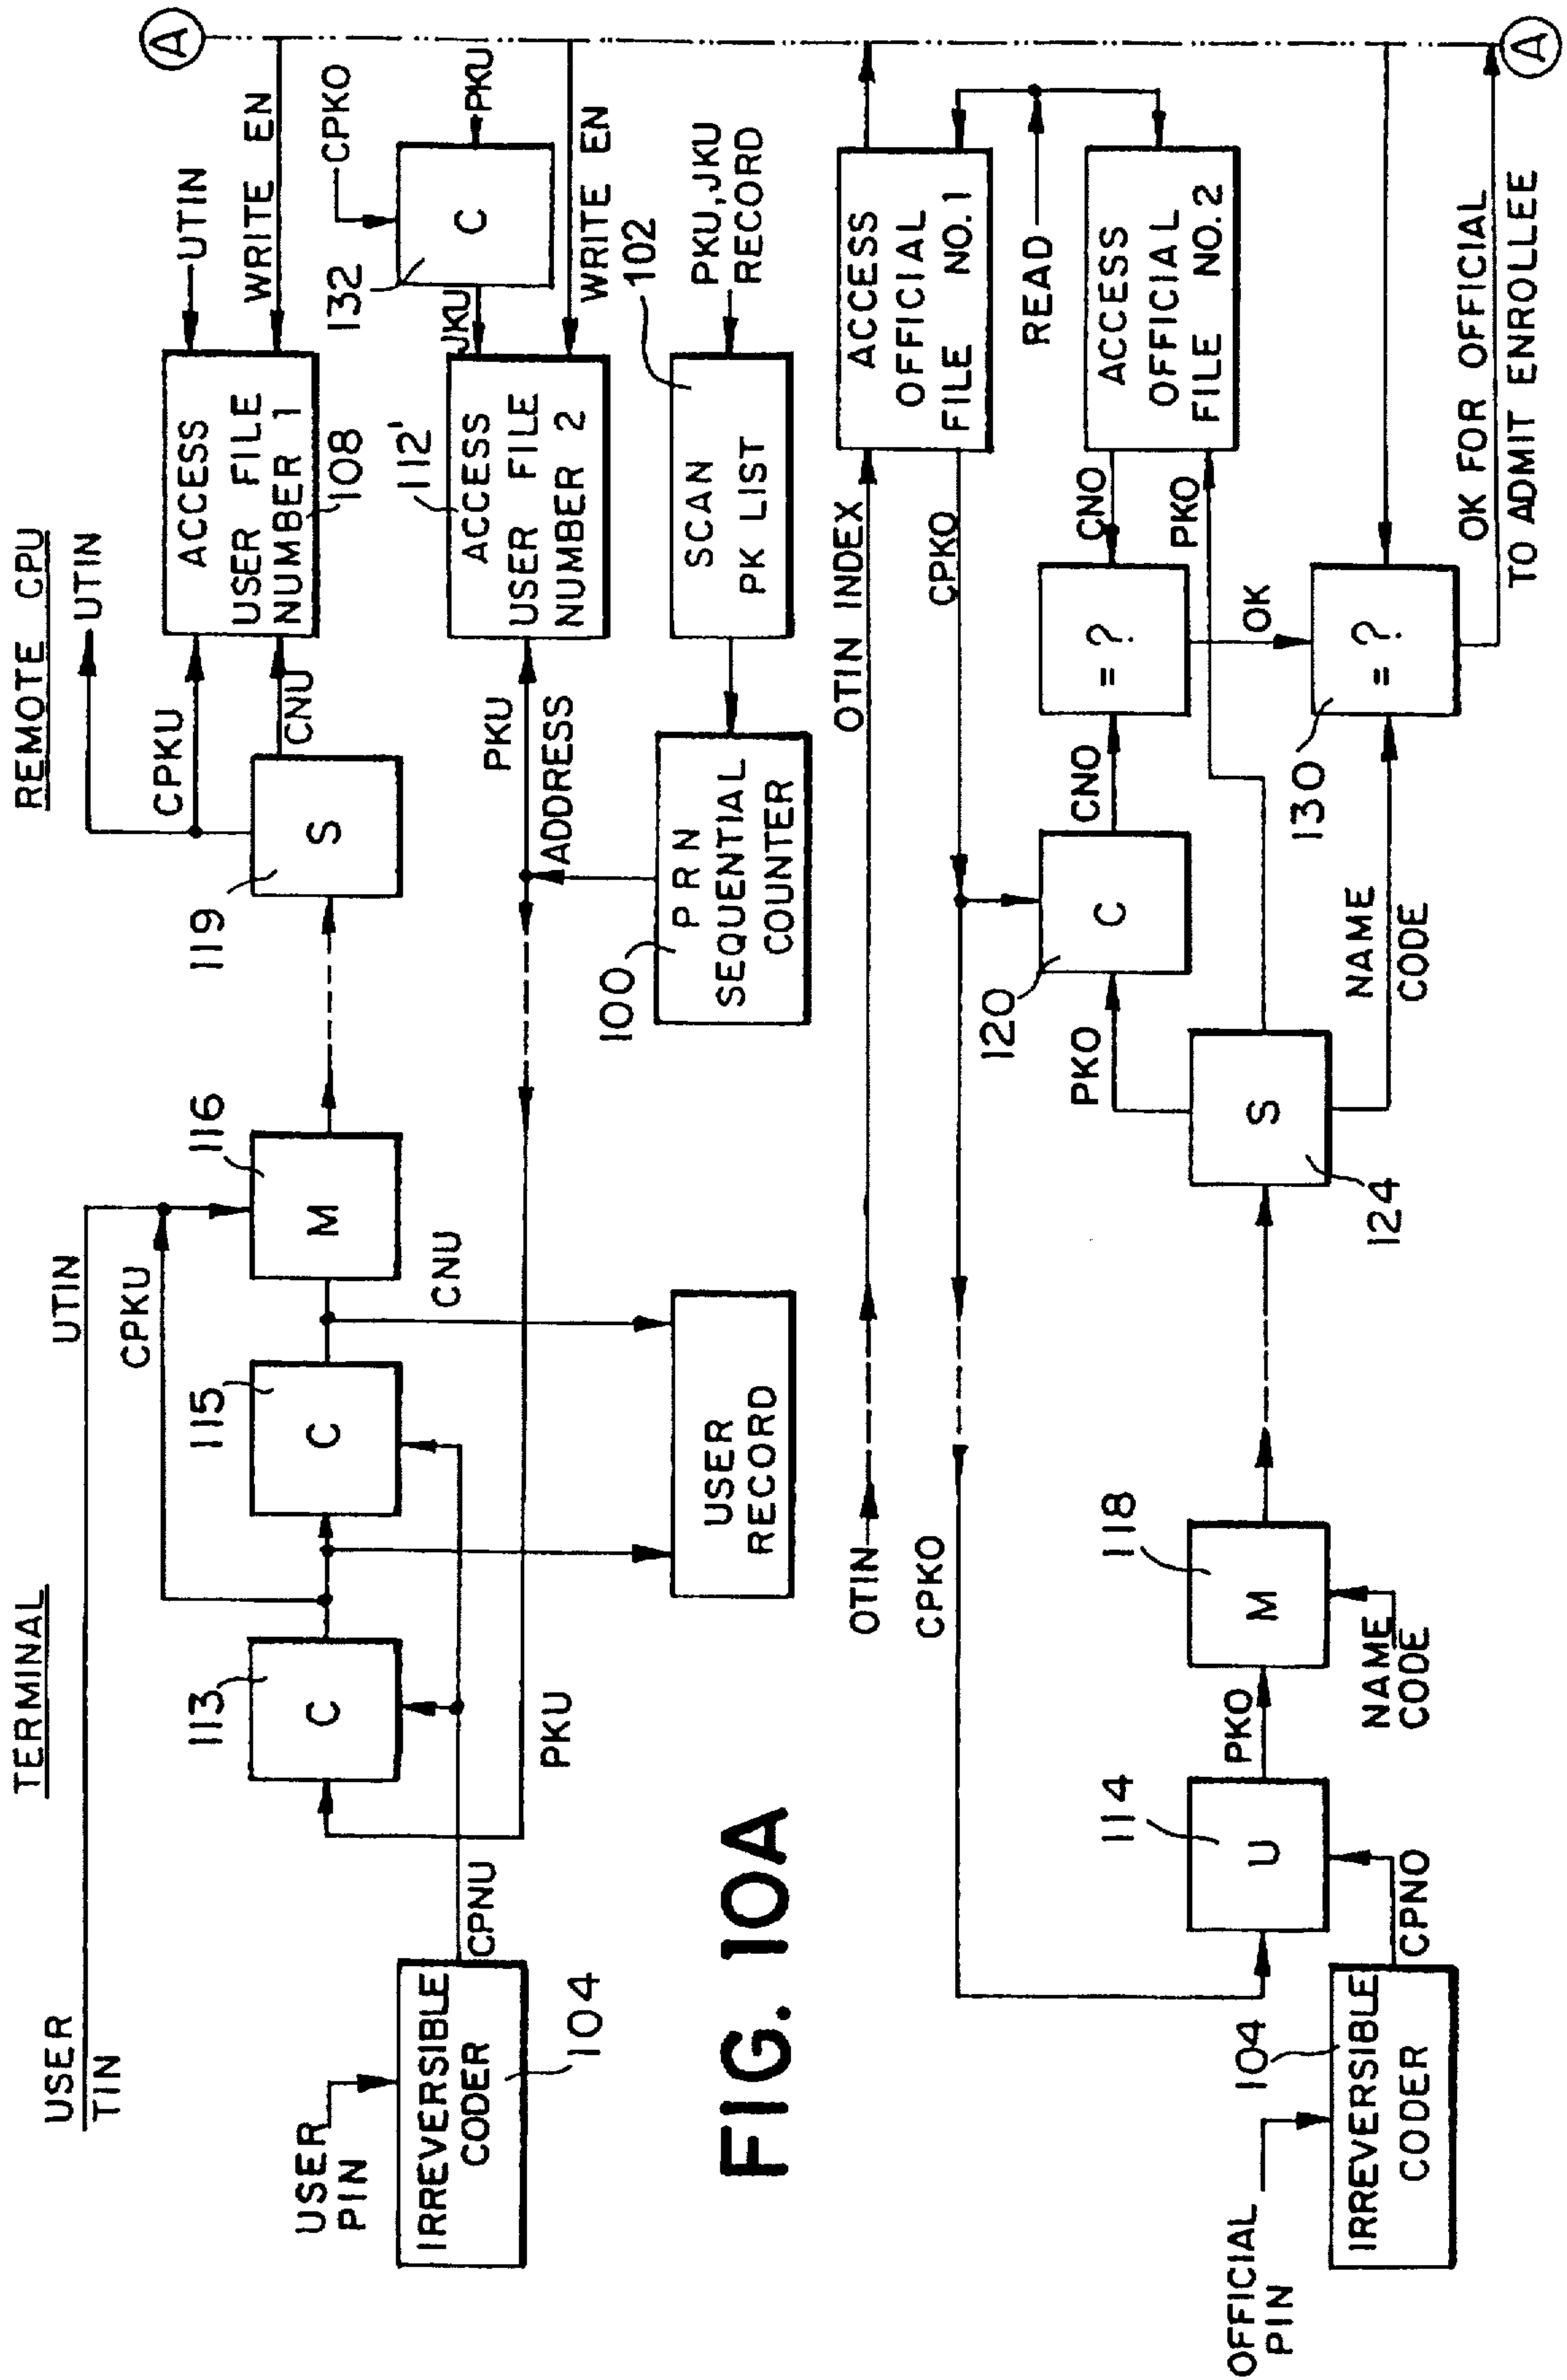 TERMINAL
REMOTE CPU
USER
TIN
UTIN
CPKU
113
C
115
C
116
M
CNU
119
S
UTIN
CPKU
CNU
ACCESS
USER FILE
NUMBER 1
108
UTIN
WRITE EN
A
USER
PIN
IRREVERSIBLE
CODER
104
CPNU
PKU
USER
RECORD
PKU
ADDRESS
ACCESS
USER FILE
NUMBER 2
112'
JKU
132
C
CPKO
PKU
WRITE EN
100
PRN
SEQUENTIAL
COUNTER
SCAN
PK LIST
102
PKU,JKU
RECORD
FIG. 10A
OTIN
OTIN INDEX
ACCESS
OFFICIAL
FILE NO. 1
CPKO
CPKO
READ
ACCESS
OFFICIAL
FILE NO. 2
CNO
PKO
120
C
PKO
CNO
= ?
OK
OFFICIAL
PIN
IRREVERSIBLE
CODER
104
CPNO
114
U
PKO
118
M
NAME
CODE
S
124
NAME
CODE
130
= ?
OK FOR OFFICIAL
TO ADMIT ENROLLEE
A